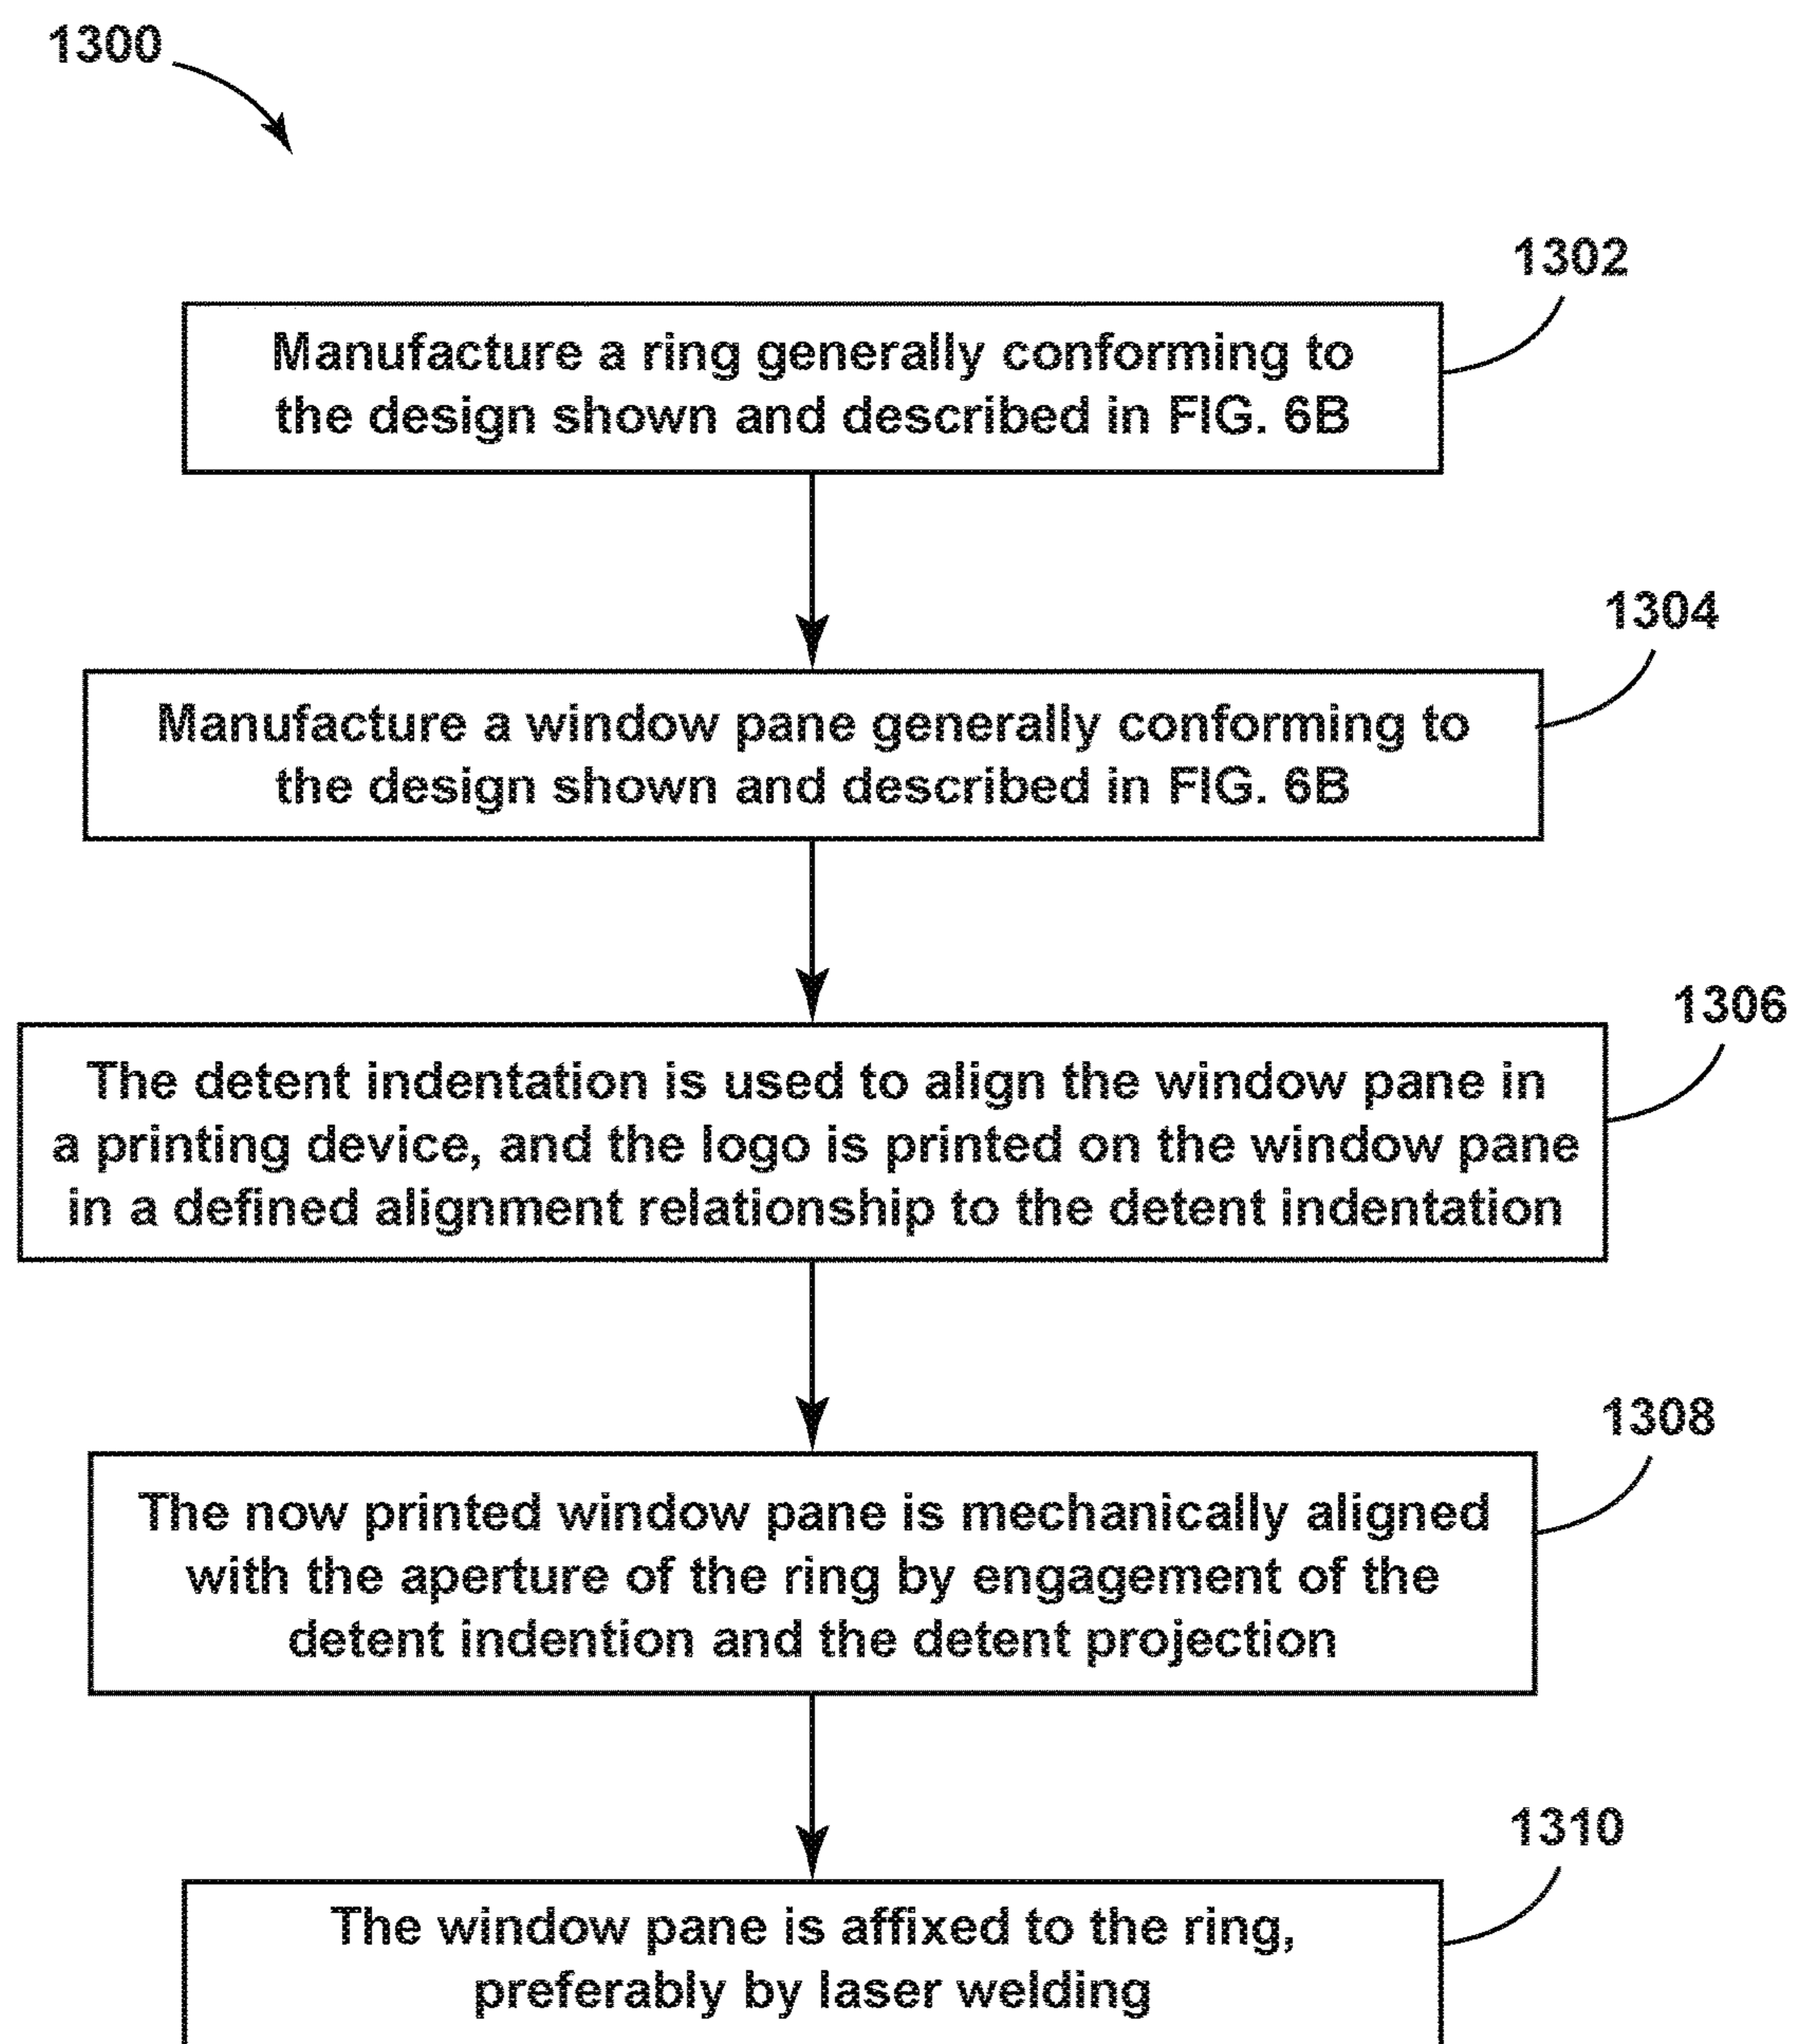 1300
1302
Manufacture a ring generally conforming to
the design shown and described in FIG. 6B
1304
Manufacture a window pane generally conforming to
the design shown and described in FIG. 6B
1306
The detent indentation is used to align the window pane in
a printing device, and the logo is printed on the window pane
in a defined alignment relationship to the detent indentation
1308
The now printed window pane is mechanically aligned
with the aperture of the ring by engagement of the
detent indention and the detent projection
1310
The window pane is affixed to the ring,
preferably by laser welding